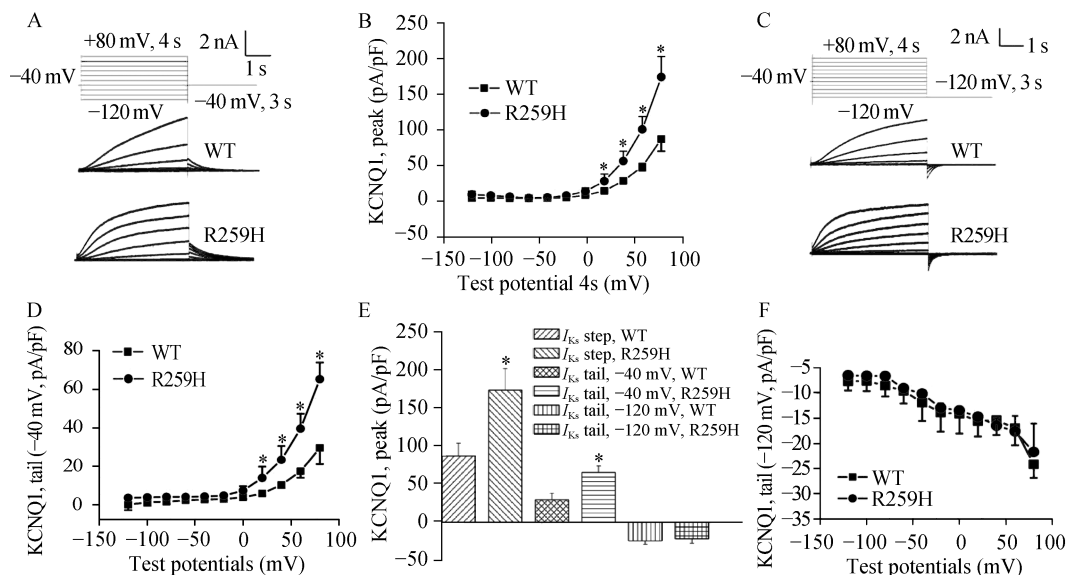 A
+80 mV, 4 s
2 nA
1 s
−40 mV
−40 mV, 3 s
−120 mV
WT
R259H
B
KCNQ1, peak (pA/pF)
250
200
150
100
50
0
−50
WT
R259H
*
*
*
*
−150 −100 −50 0 50 100
Test potential 4s (mV)
C
+80 mV, 4 s
2 nA
1 s
−40 mV
−120 mV, 3 s
−120 mV
WT
R259H
D
KCNQ1, tail (−40 mV, pA/pF)
80
60
40
20
0
WT
R259H
*
*
*
*
−150 −100 −50 0 50 100
Test potentials (mV)
E
KCNQ1, peak (pA/pF)
250
200
150
100
50
0
−50
*
*
IKs step, WT
IKs step, R259H
IKs tail, −40 mV, WT
IKs tail, −40 mV, R259H
IKs tail, −120 mV, WT
IKs tail, −120 mV, R259H
F
KCNQ1, tail (−120 mV, pA/pF)
−5
−10
−15
−20
−25
−30
−35
WT
R259H
−150 −100 −50 0 50 100
Test potentials (mV)